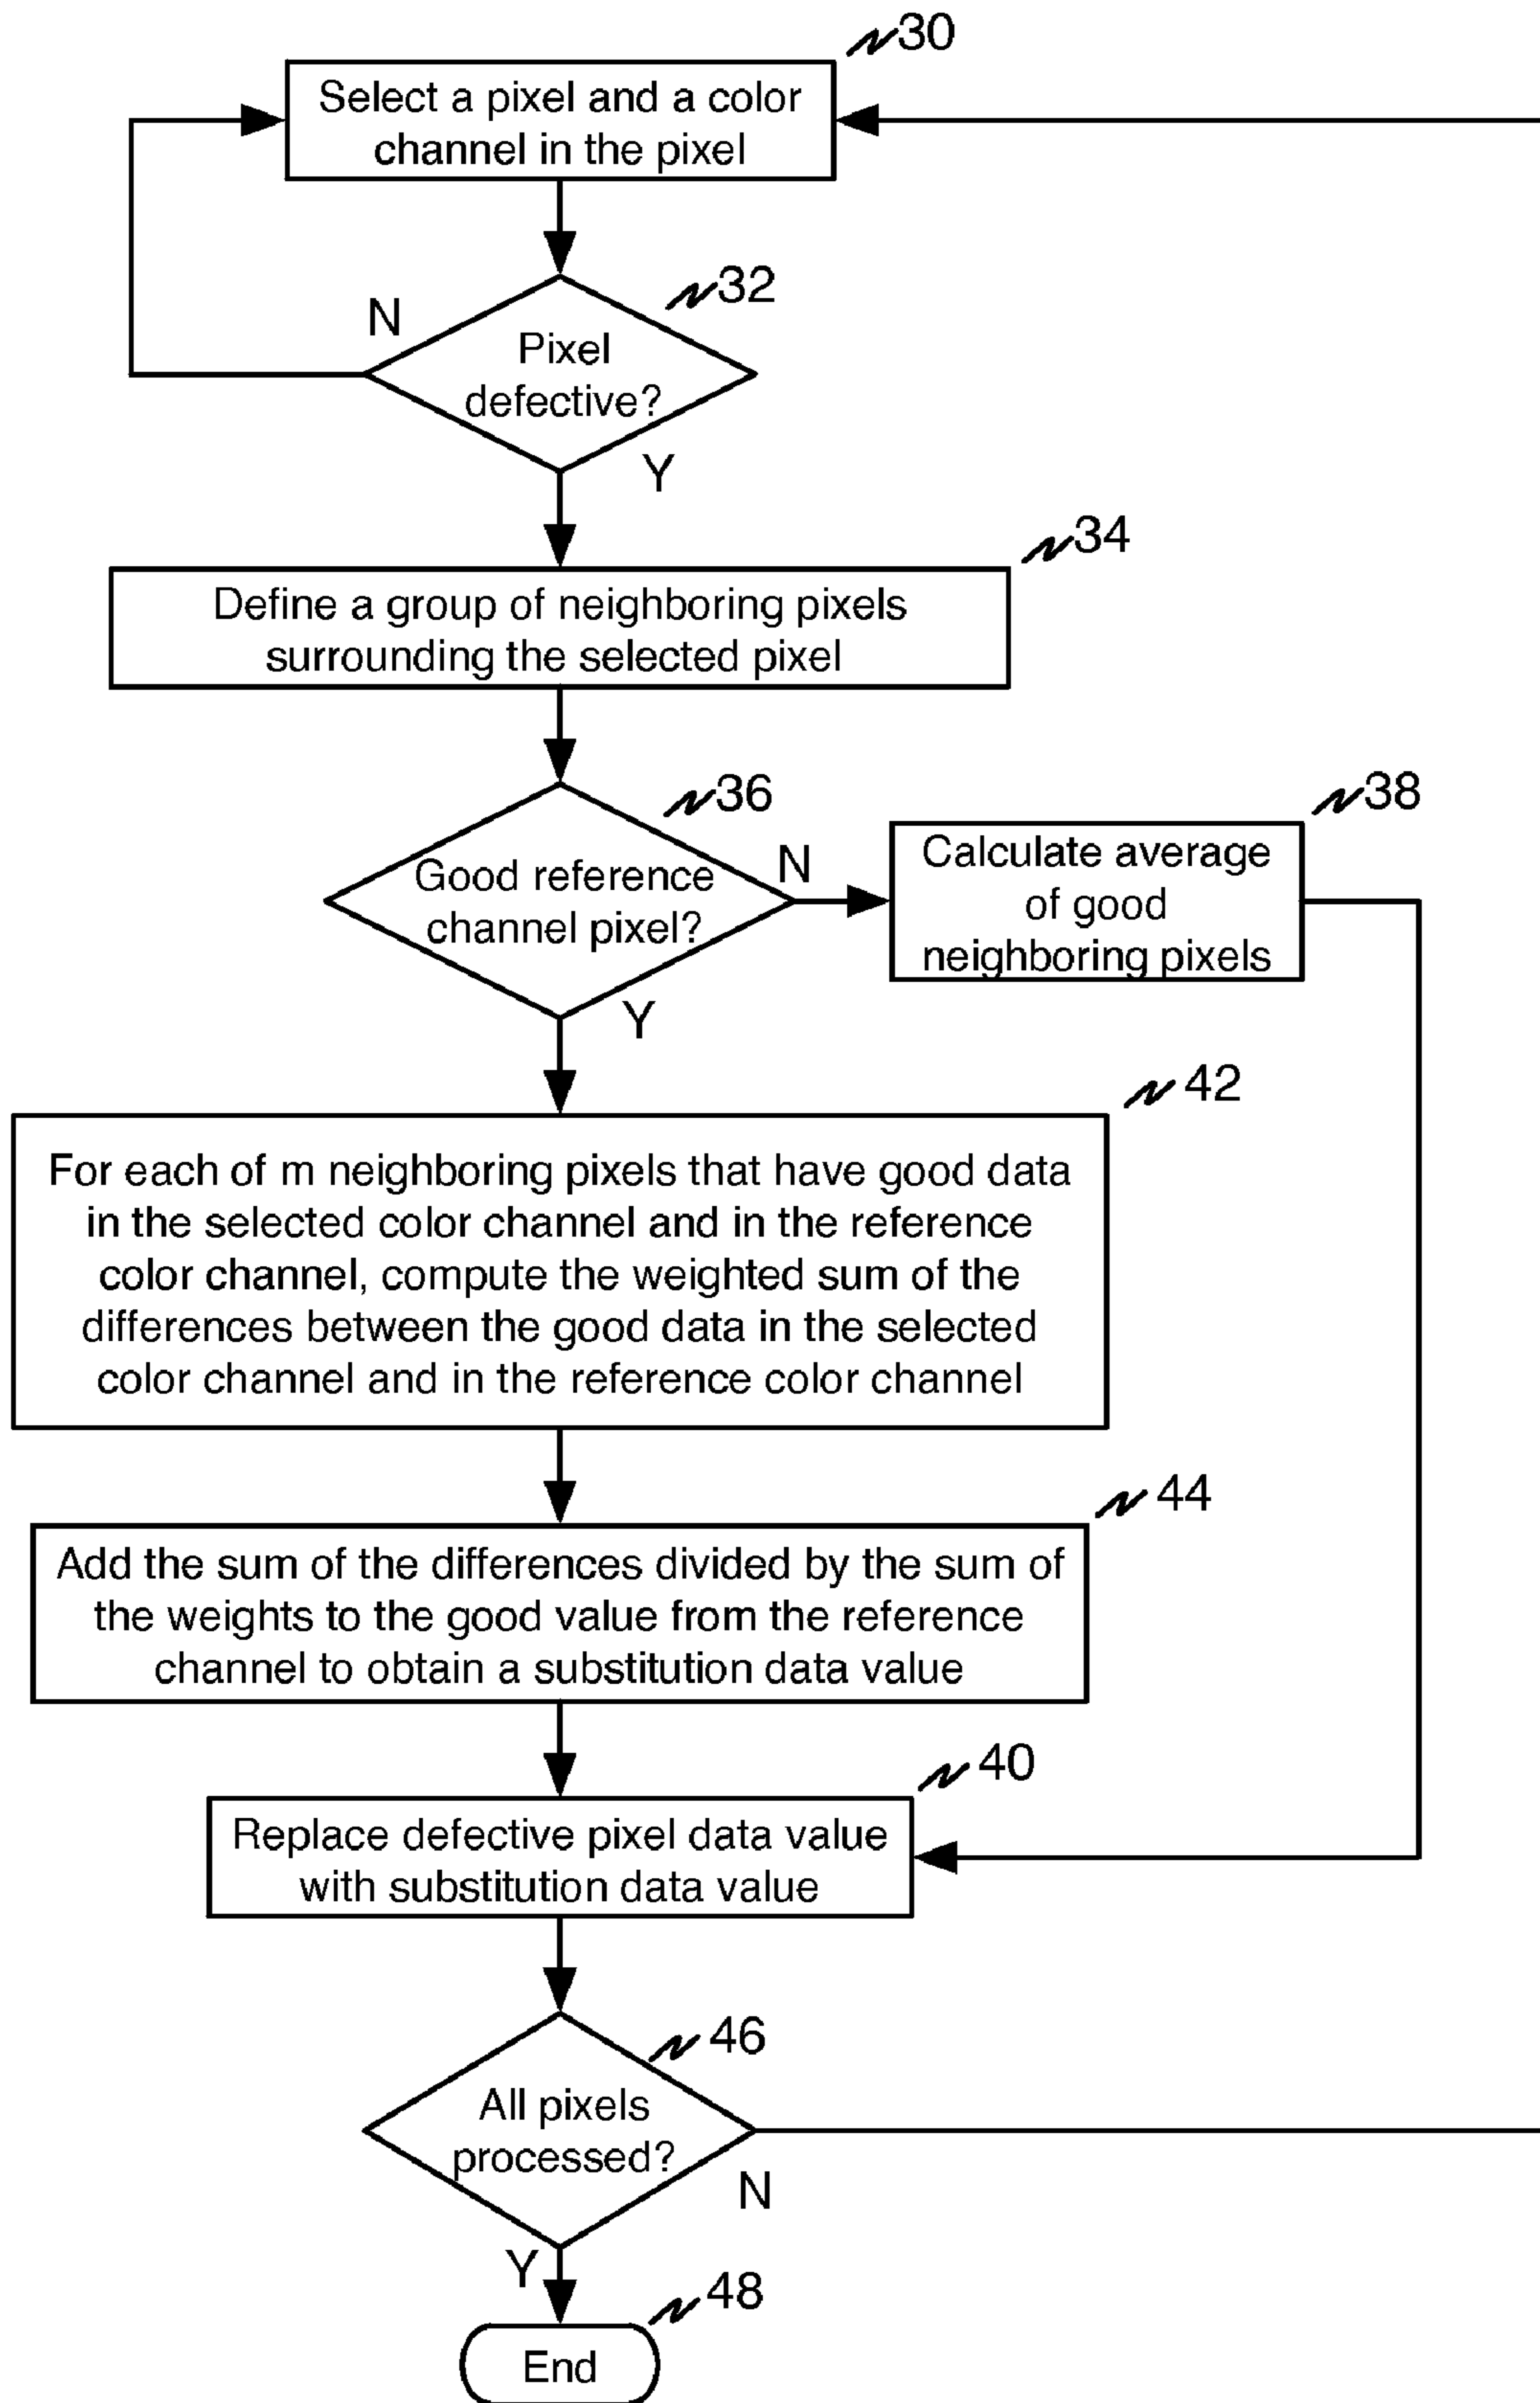 30
Select a pixel and a color
channel in the pixel
32
N
Pixel
defective?
Y
34
Define a group of neighboring pixels
surrounding the selected pixel
36
38
Good reference
channel pixel?
N
Calculate average
of good
neighboring pixels
Y
42
For each of m neighboring pixels that have good data
in the selected color channel and in the reference
color channel, compute the weighted sum of the
differences between the good data in the selected
color channel and in the reference color channel
44
Add the sum of the differences divided by the sum of
the weights to the good value from the reference
channel to obtain a substitution data value
40
Replace defective pixel data value
with substitution data value
46
All pixels
processed?
N
Y
48
End